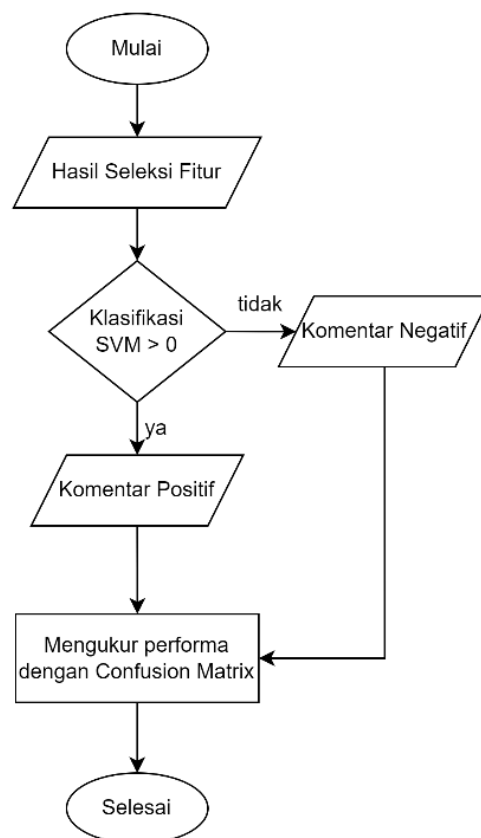 Mulai
Hasil Seleksi Fitur
Klasifikasi
SVM > 0
tidak
Komentar Negatif
ya
Komentar Positif
Mengukur performa
dengan Confusion Matrix
Selesai